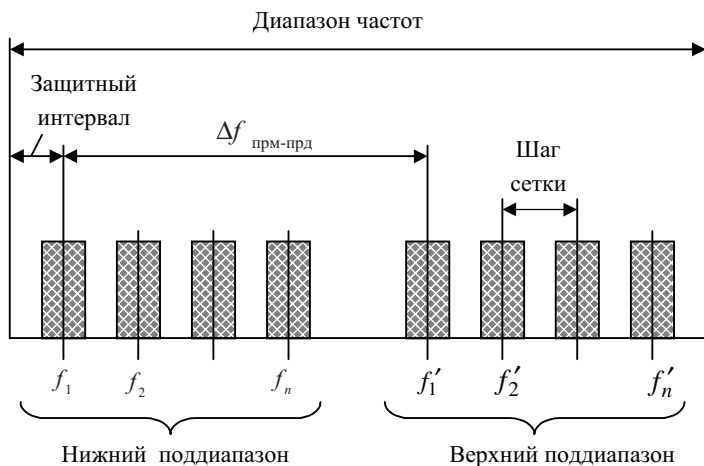 Диапазон частот
Защитный
интервал
Δf прм-прд
Шаг
сетки
f₁ f₂ fₙ f₁′ f₂′ fₙ′
Нижний поддиапазон Верхний поддиапазон